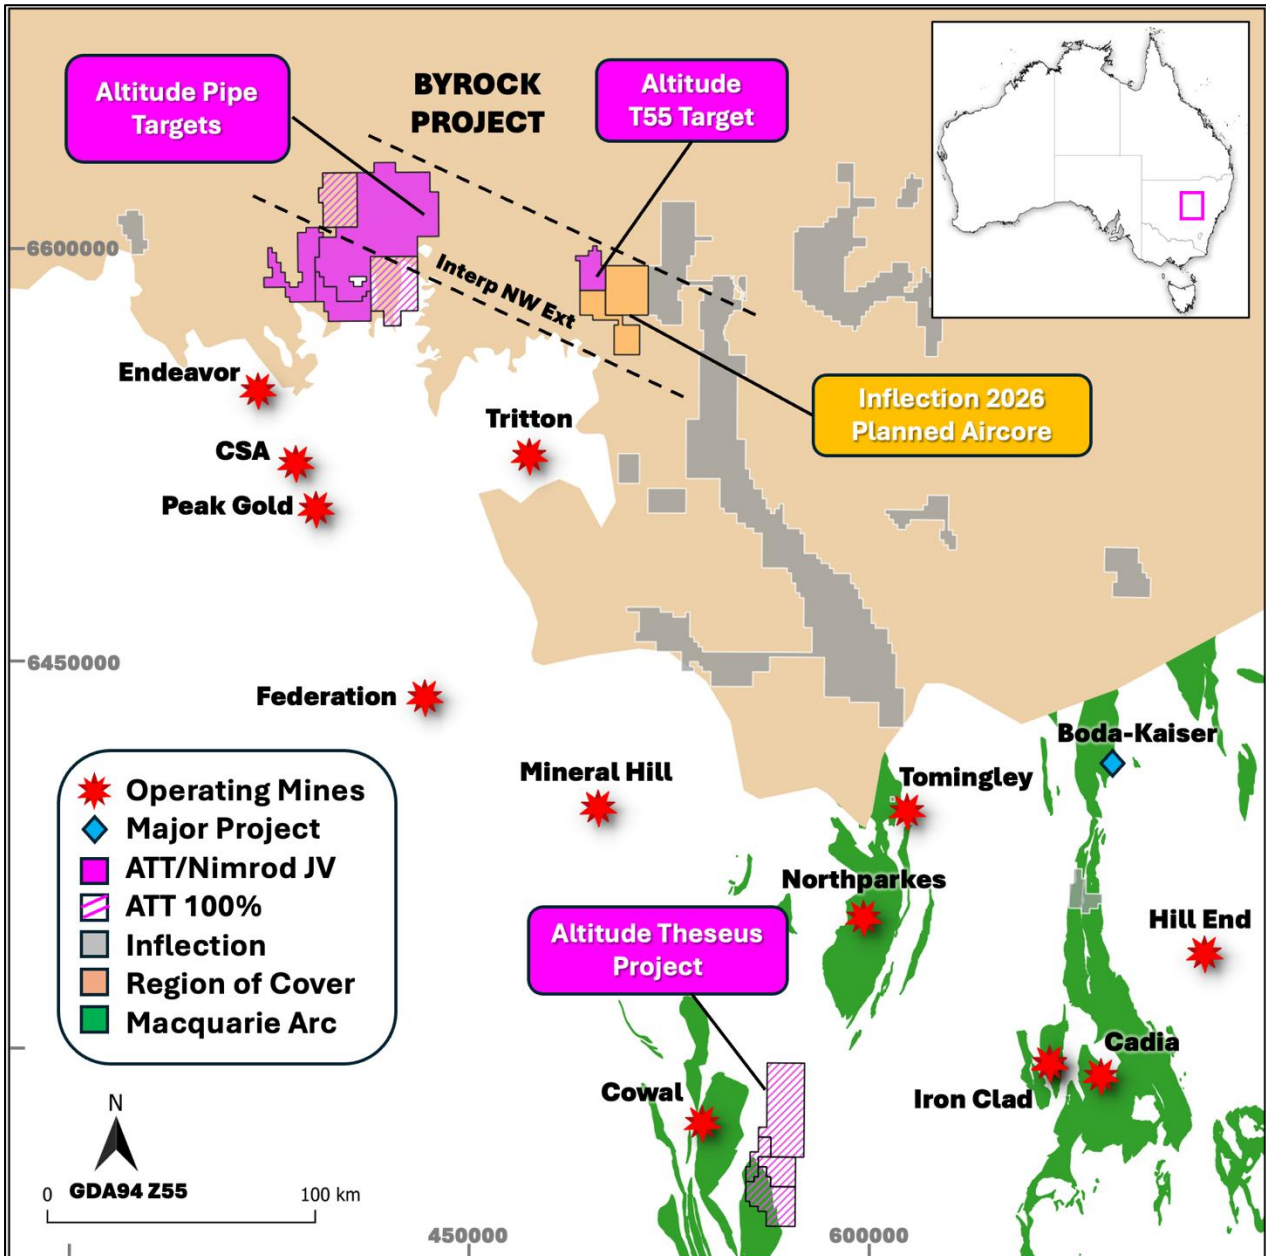 Altitude Pipe
Targets
BYROCK
PROJECT
Altitude
T55 Target
6600000
Interp NW Ext
Endeavor
CSA
Peak Gold
Tritton
Inflection 2026
Planned Aircore
6450000
Federation
Mineral Hill
Boda-Kaiser
Tomingley
Northparkes
Hill End
Operating Mines
Major Project
ATT/Nimrod JV
ATT 100%
Inflection
Region of Cover
Macquarie Arc
Altitude Theseus
Project
Cadia
Iron Clad
Cowal
N
GDA94 Z55
0
100 km
450000
600000